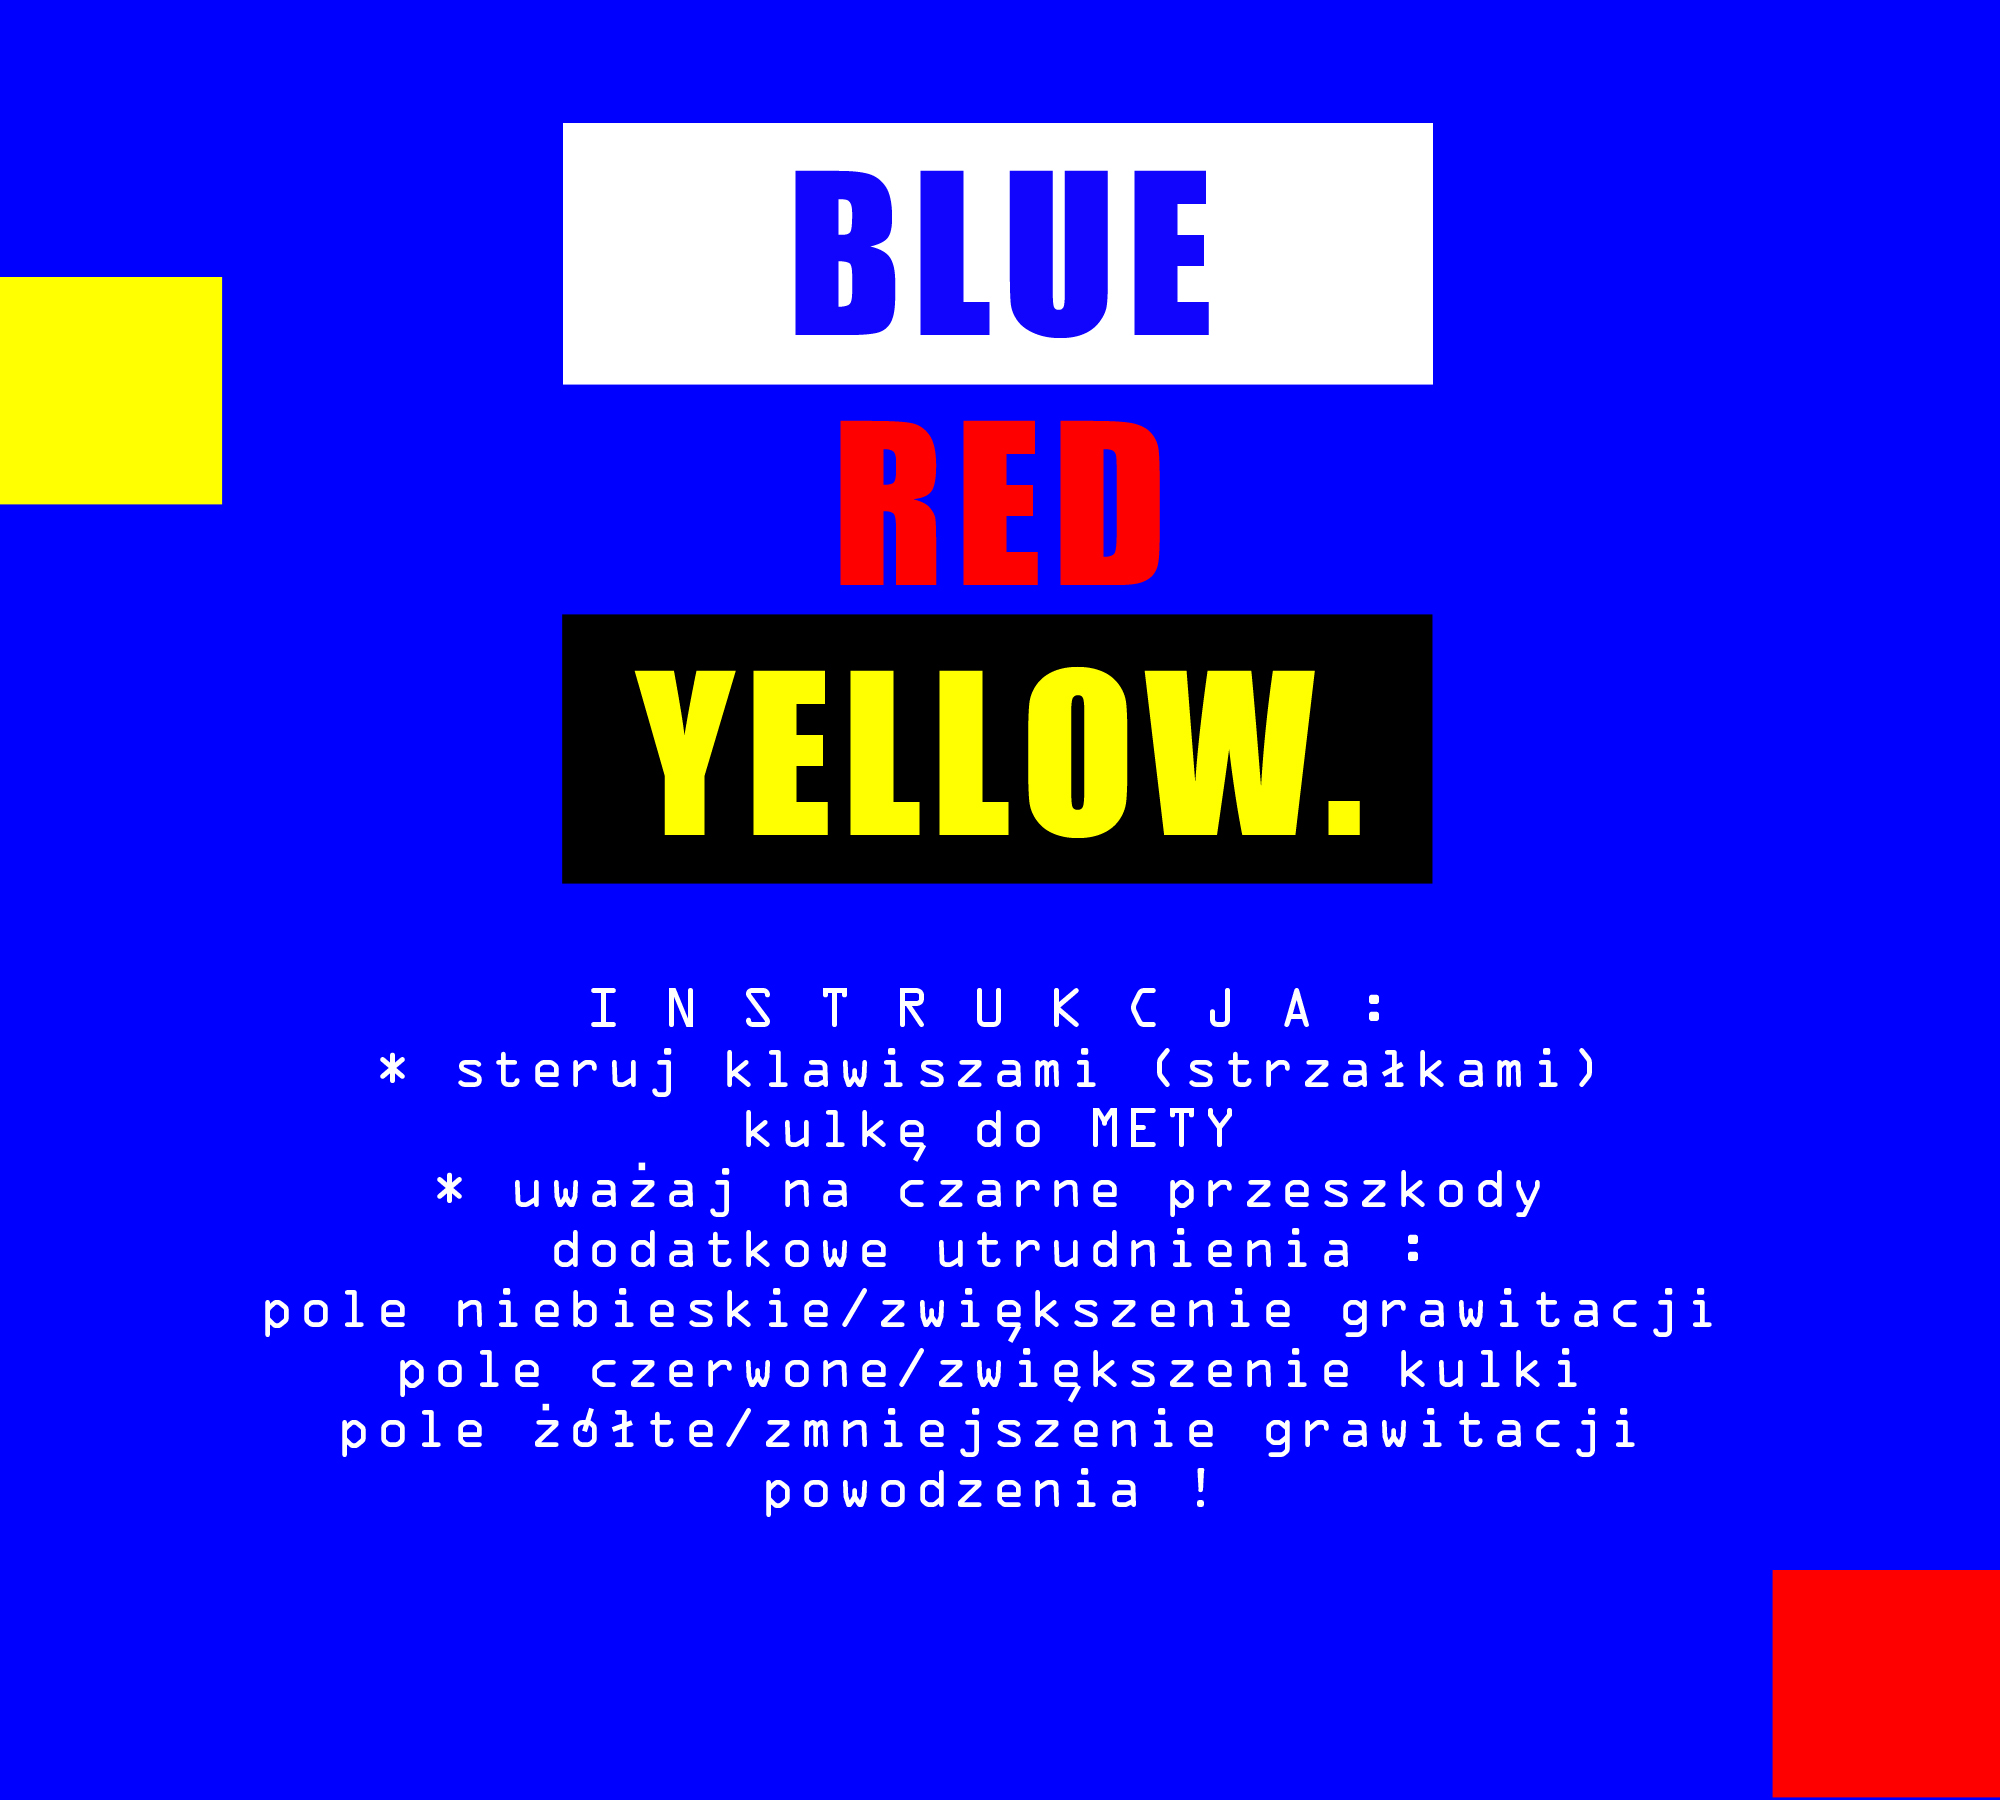 BLUE
RED
YELLOW.
I N S T R U K C J A :
* steruj klawiszami (strzałkami)
kulkę do METY
* uważaj na czarne przeszkody
dodatkowe utrudnienia :
pole niebieskie/zwiększenie grawitacji
pole czerwone/zwiększenie kulki
pole żółte/zmniejszenie grawitacji
powodzenia !